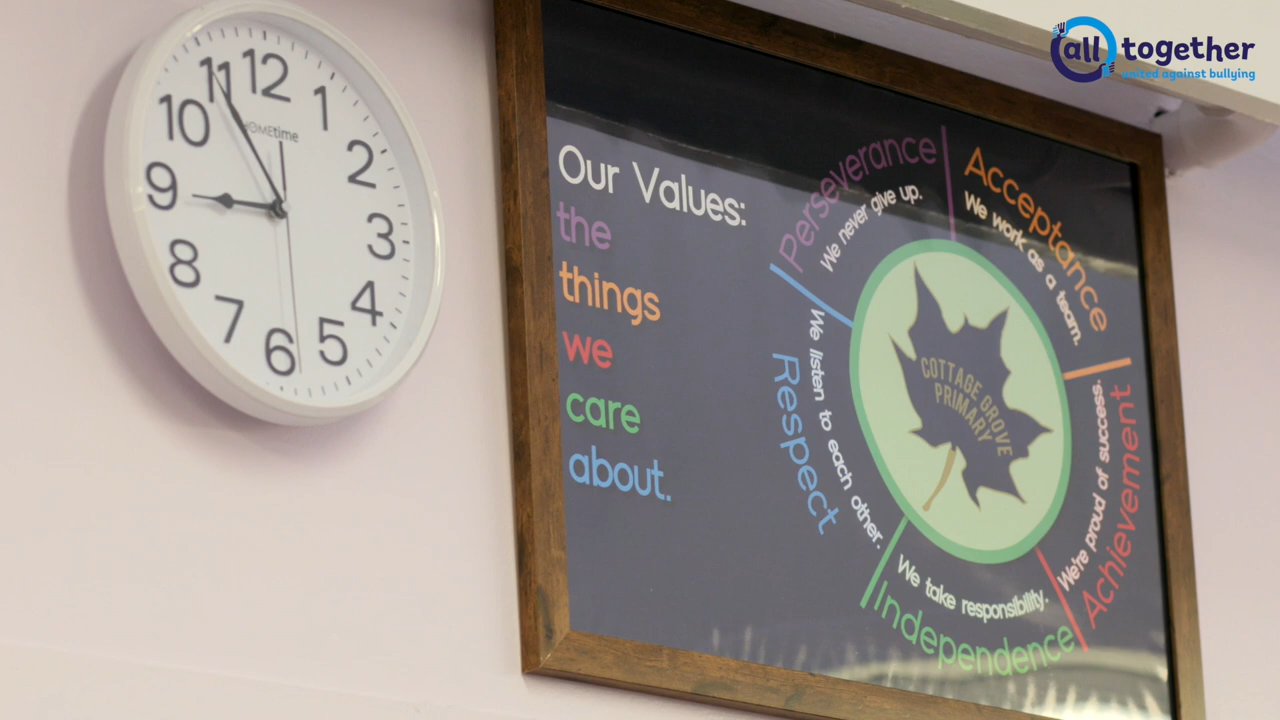 all together
united against bullying
12
1
2
3
4
5
6
7
8
9
10
11
HOMEtime
Our Values:
the
things
we
care
about.
Perseverance
We never give up.
Acceptance
We work as a team.
Achievement
We're proud of success.
Independence
We take responsibility.
Respect
We listen to each other.
COTTAGE GROVE
PRIMARY